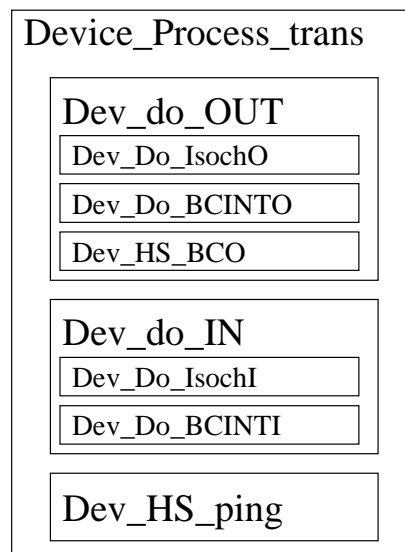 Device_Process_trans
Dev_do_OUT
Dev_Do_IsochO
Dev_Do_BCINTO
Dev_HS_BCO
Dev_do_IN
Dev_Do_IsochI
Dev_Do_BCINTI
Dev_HS_ping